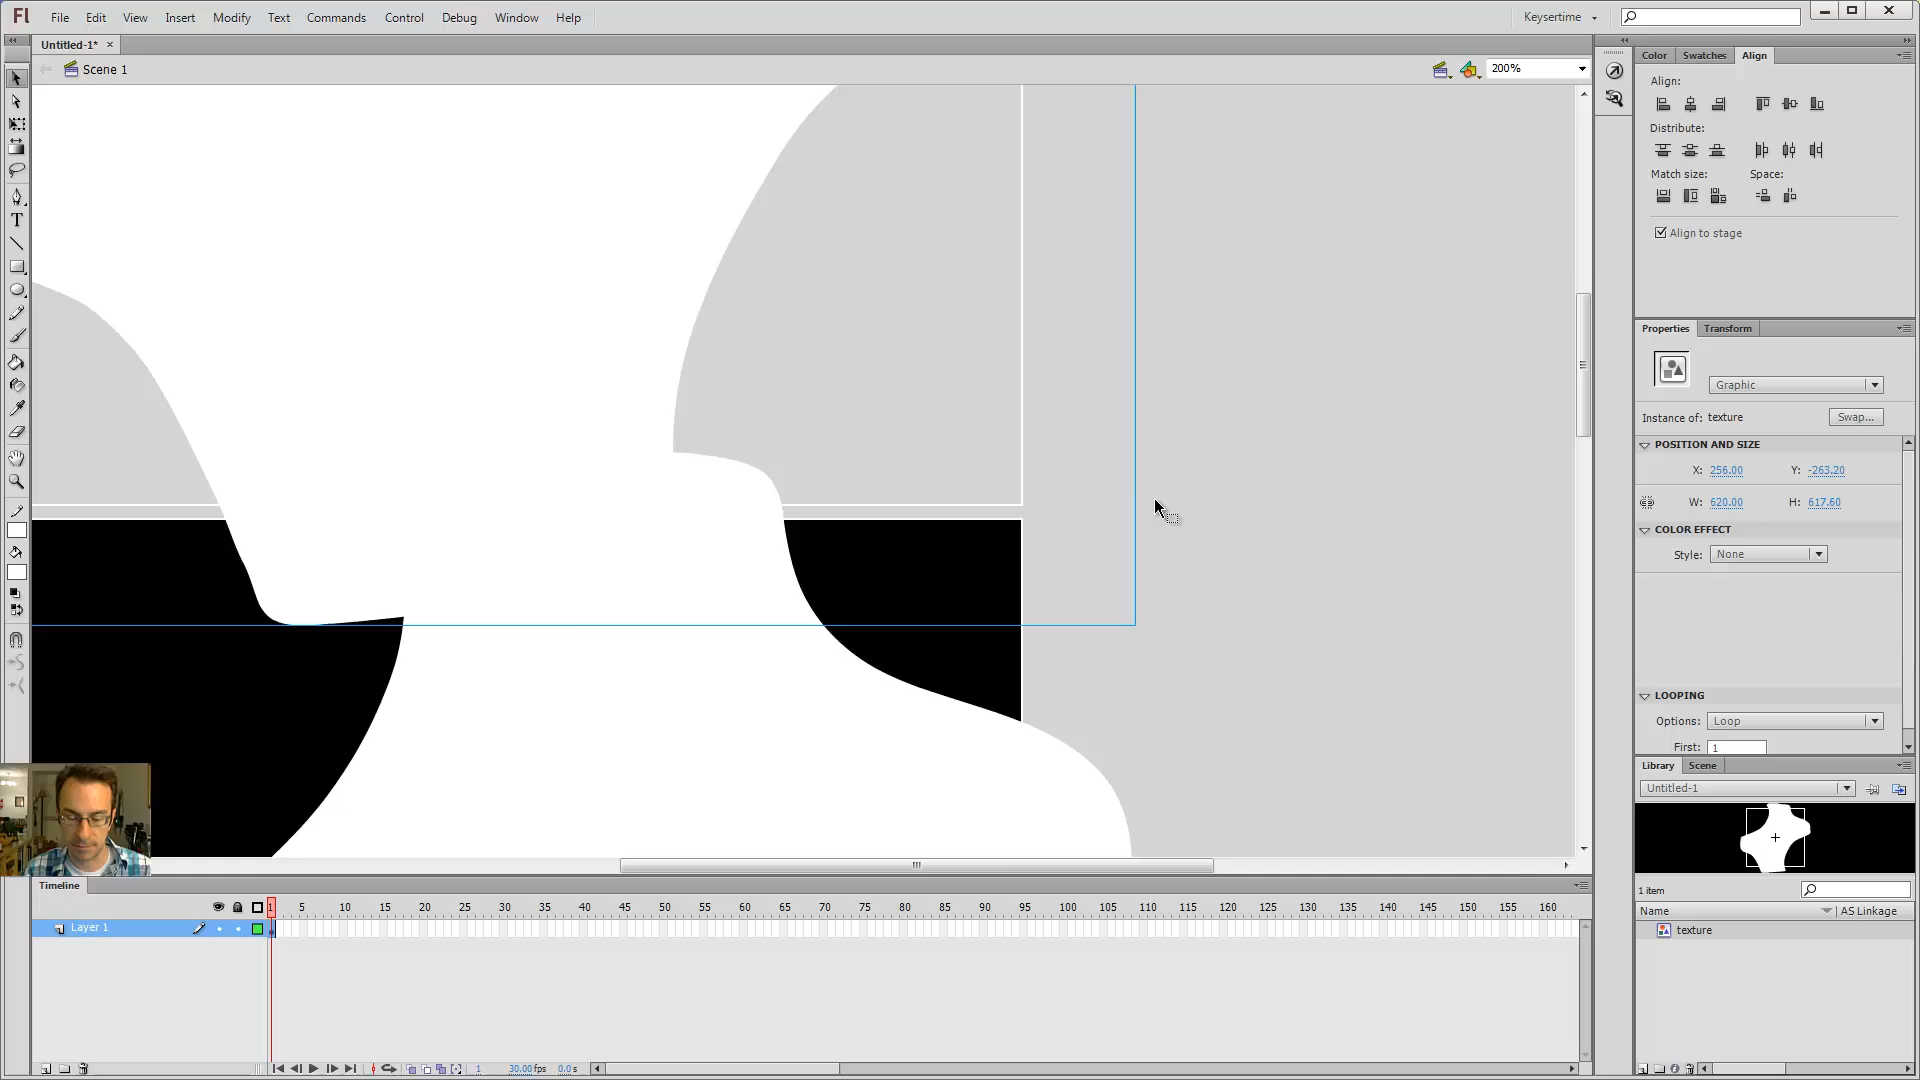 Fl File Edit View Insert Modify Text Commands Control Debug Window Help Keysertime
Untitled-1*
Scene 1 200%
Color Swatches Align
Align:
Distribute:
Match size: Space:
Align to stage
Properties Transform
Graphic
Instance of: texture Swap...
POSITION AND SIZE
X: 256.00 Y: -263.20
W: 620.00 H: 617.60
COLOR EFFECT
Style: None
LOOPING
Options: Loop
First: 1
Library Scene
Untitled-1
1 item
Name AS Linkage
texture
Timeline
1 5 10 15 20 25 30 35 40 45 50 55 60 65 70 75 80 85 90 95 100 105 110 115 120 125 130 135 140 145 150 155 160
Layer 1
1 30.00fps 0.0s